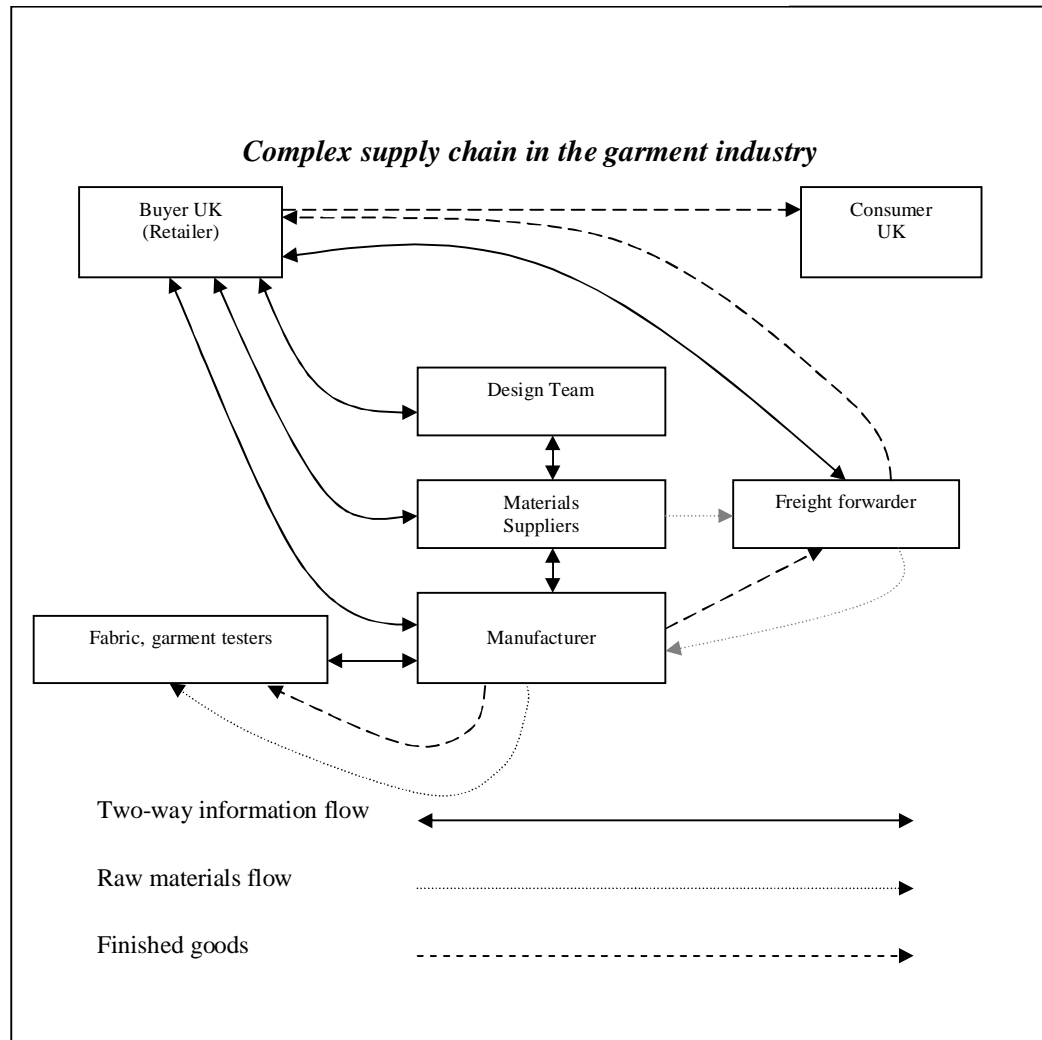 Complex supply chain in the garment industry
Buyer UK
(Retailer)
Consumer
UK
Design Team
Materials
Suppliers
Freight forwarder
Fabric, garment testers
Manufacturer
Two-way information flow
Raw materials flow
Finished goods